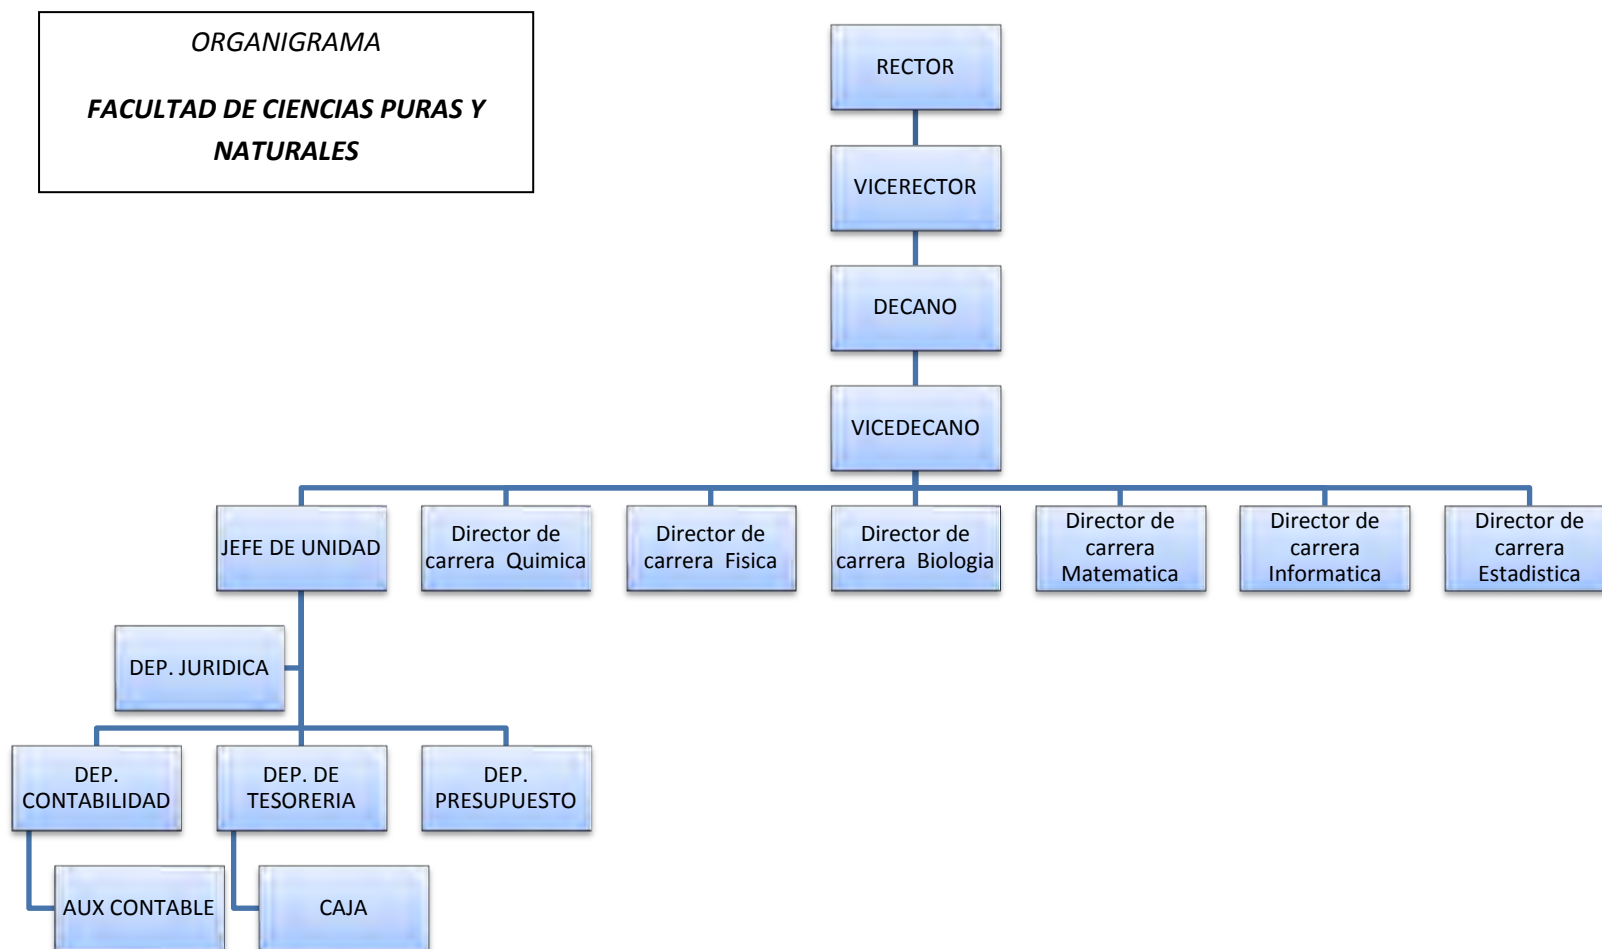 ORGANIGRAMA
FACULTAD DE CIENCIAS PURAS Y
NATURALES
RECTOR
VICERECTOR
DECANO
VICEDECANO
JEFE DE UNIDAD
Director de
carrera Quimica
Director de
carrera Fisica
Director de
carrera Biologia
Director de
carrera
Matematica
Director de
carrera
Informatica
Director de
carrera
Estadistica
DEP. JURIDICA
DEP.
CONTABILIDAD
DEP. DE
TESORERIA
DEP.
PRESUPUESTO
AUX CONTABLE
CAJA